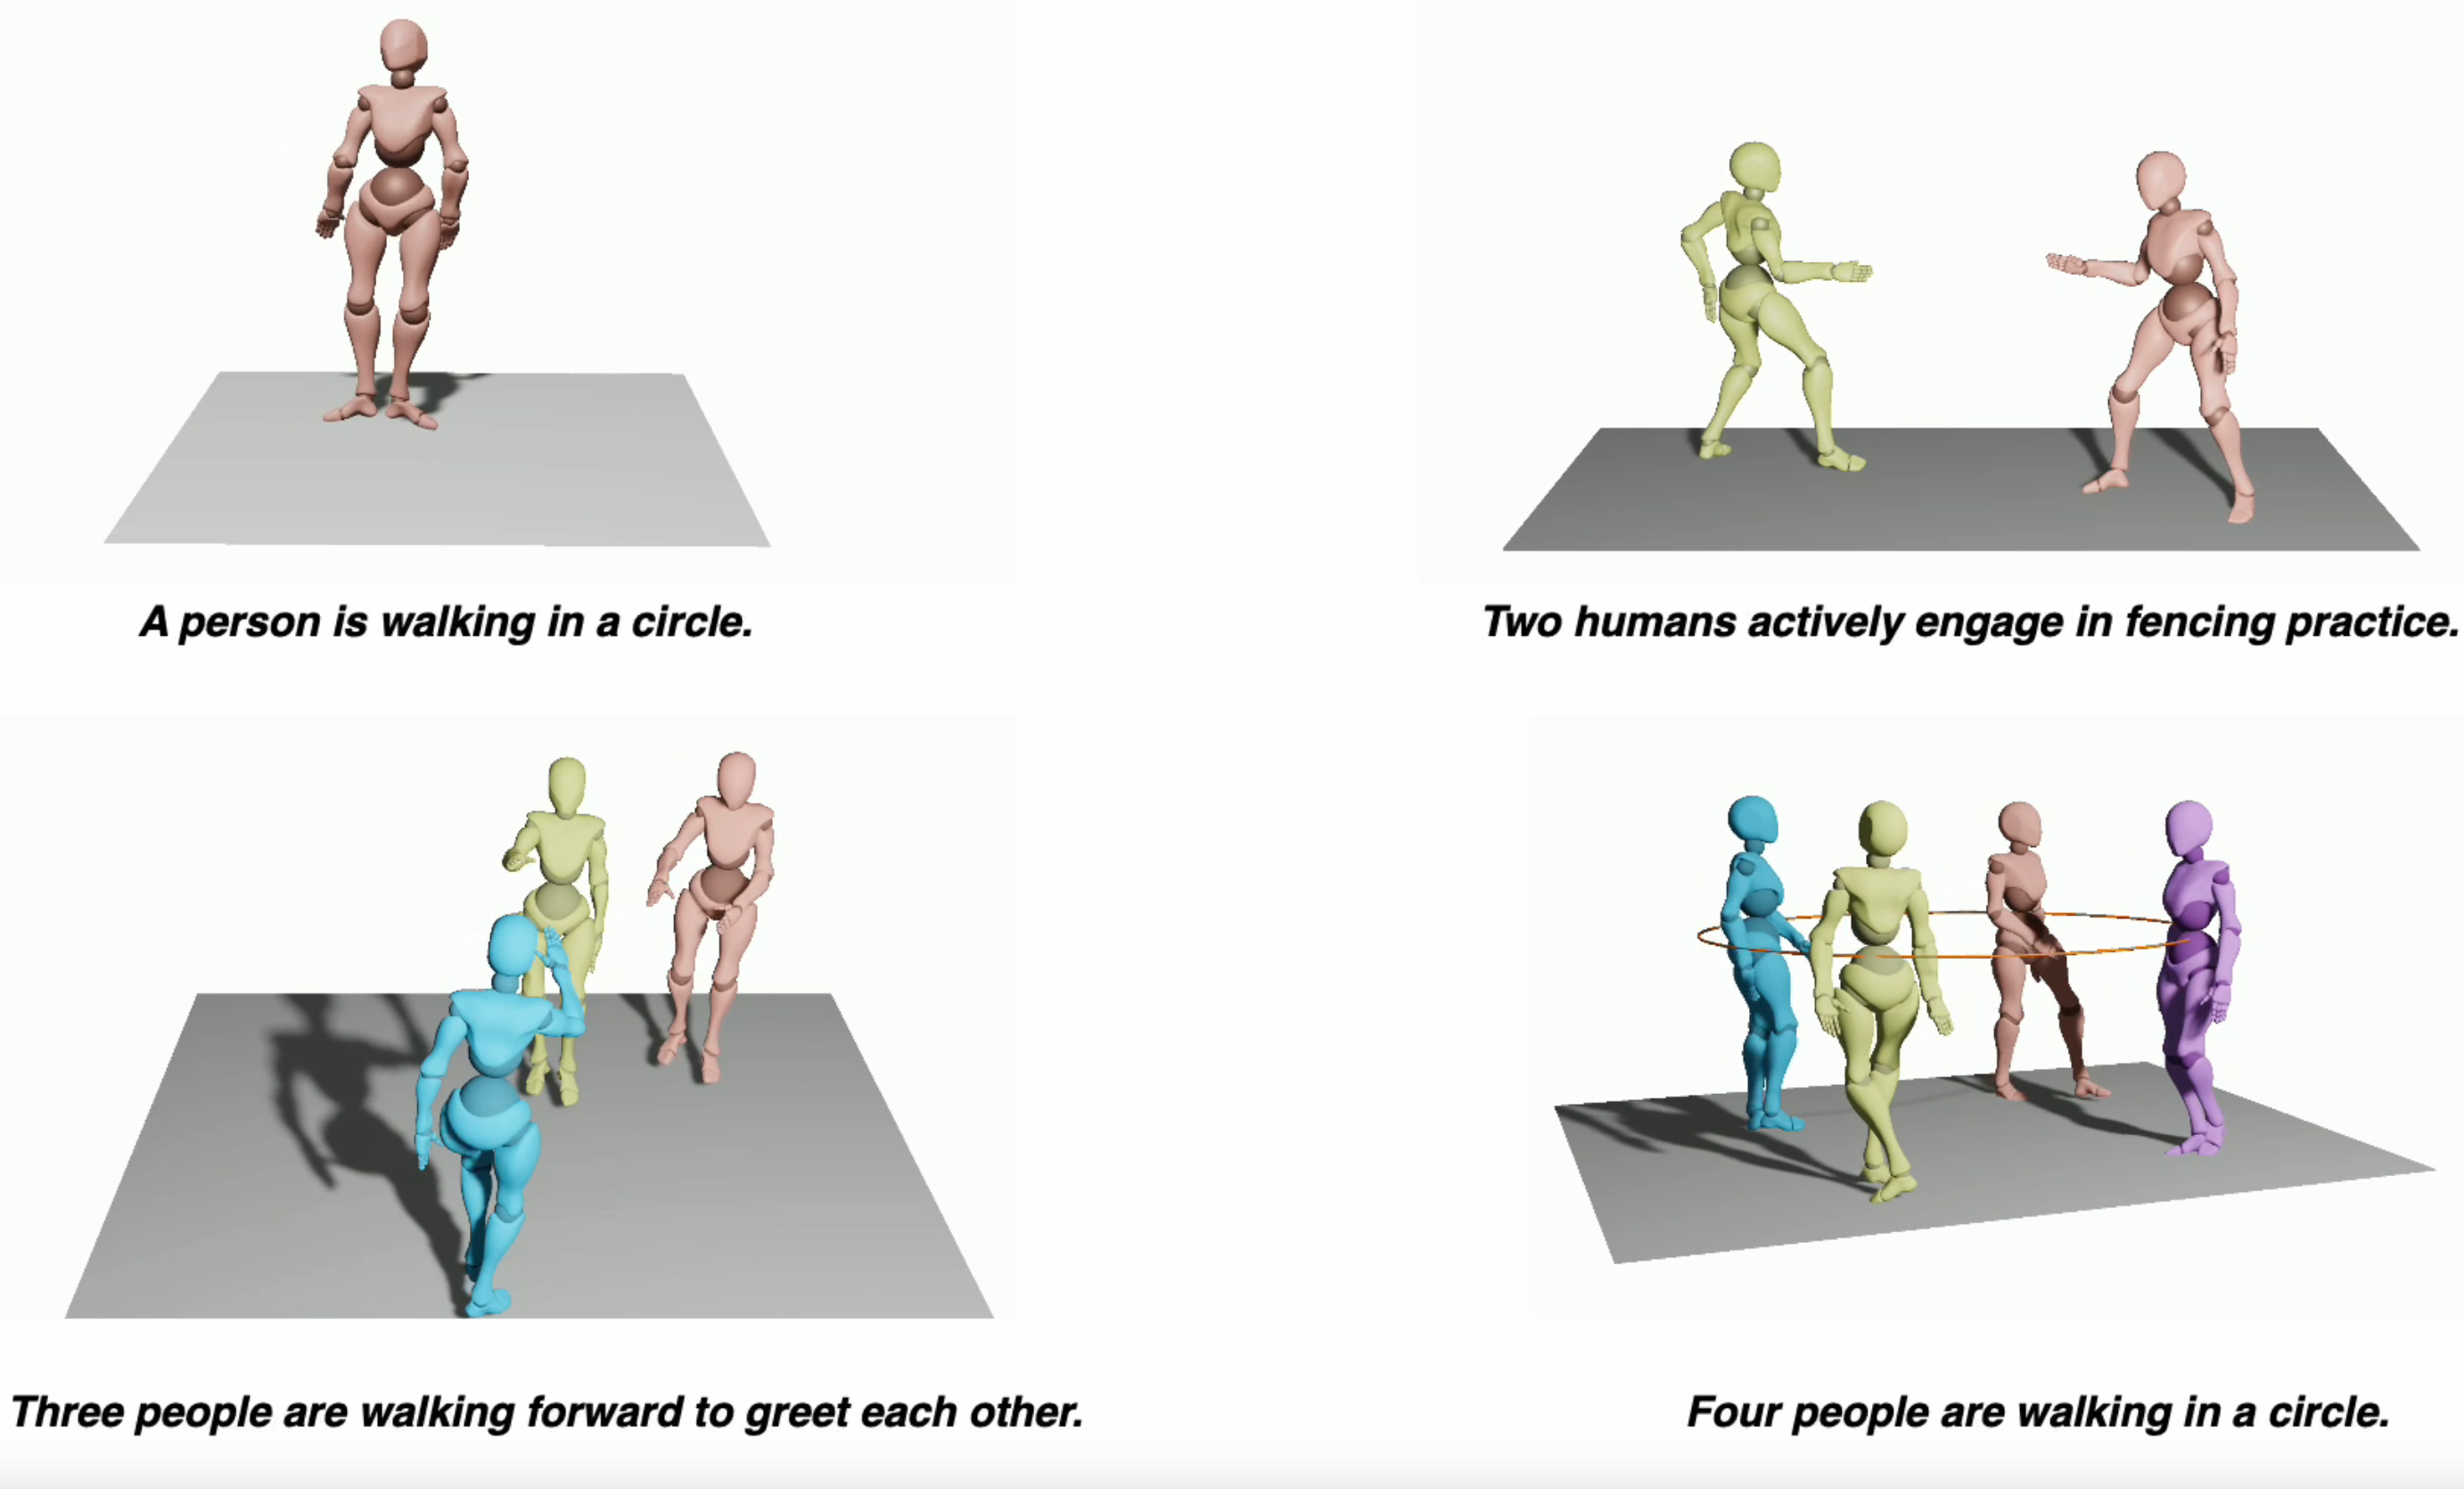 A person is walking in a circle.
Two humans actively engage in fencing practice.
Three people are walking forward to greet each other.
Four people are walking in a circle.